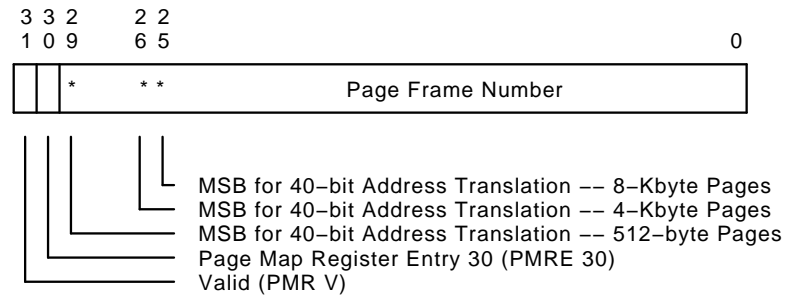 3 3 2 2 2
1 0 9 6 5 0
* * * Page Frame Number
MSB for 40−bit Address Translation −− 8−Kbyte Pages
MSB for 40−bit Address Translation −− 4−Kbyte Pages
MSB for 40−bit Address Translation −− 512−byte Pages
Page Map Register Entry 30 (PMRE 30)
Valid (PMR V)